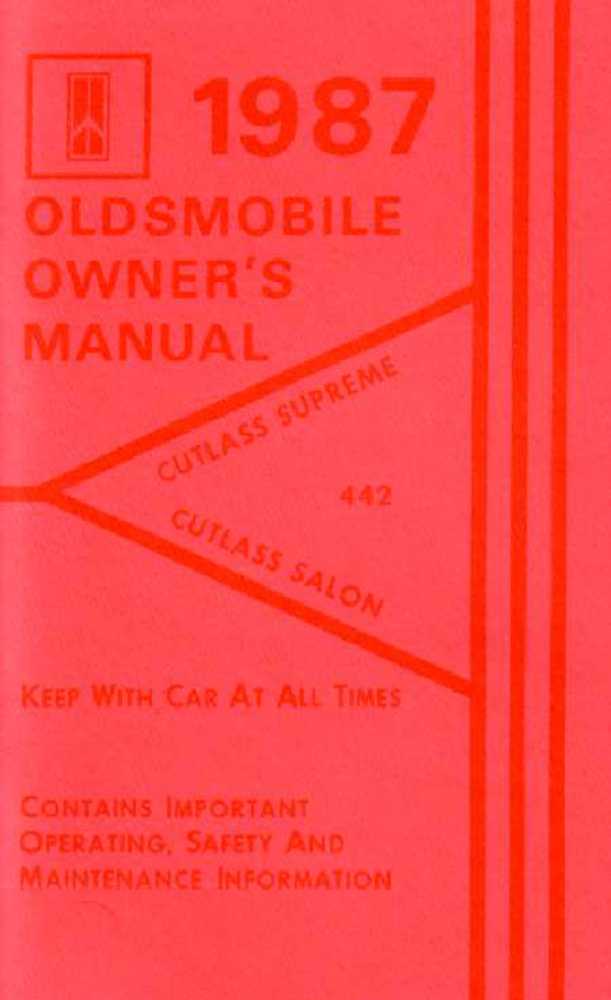 1987
OLDSMOBILE
OWNER'S
MANUAL
CUTLASS SUPREME
442
CUTLASS SALON
KEEP WITH CAR AT ALL TIMES
CONTAINS IMPORTANT
OPERATING, SAFETY AND
MAINTENANCE INFORMATION